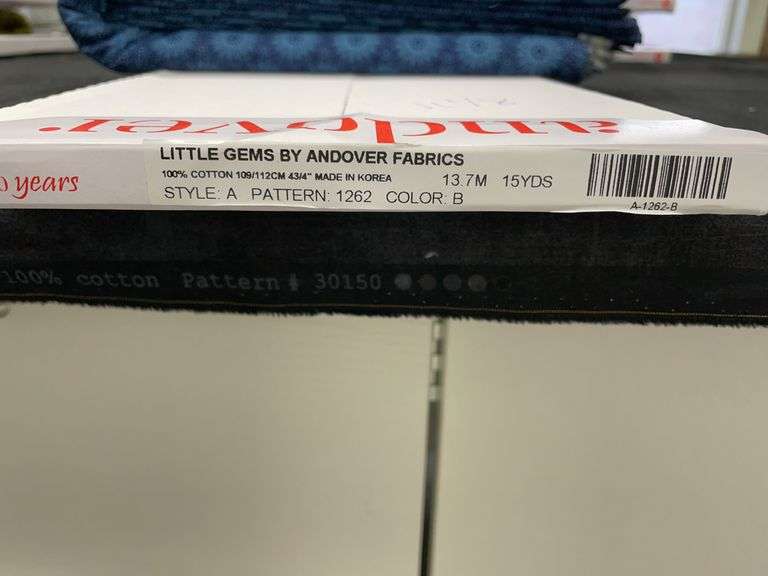 andover
LITTLE GEMS BY ANDOVER FABRICS
100% COTTON 109/112CM 43/4" MADE IN KOREA 13.7M 15YDS
STYLE: A PATTERN: 1262 COLOR: B
A-1262-B
years
100% cotton Pattern# 30150